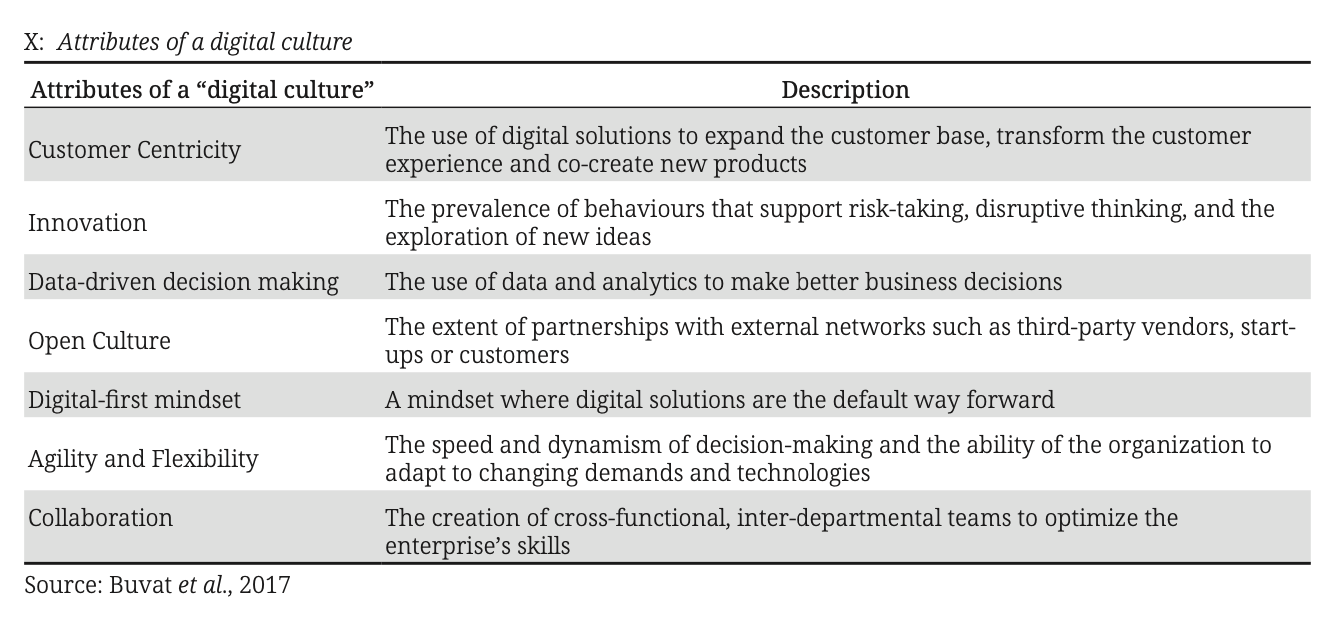 X: Attributes of a digital culture
Attributes of a “digital culture” Description
Customer Centricity The use of digital solutions to expand the customer base, transform the customer
experience and co-create new products
Innovation The prevalence of behaviours that support risk-taking, disruptive thinking, and the
exploration of new ideas
Data-driven decision making The use of data and analytics to make better business decisions
Open Culture The extent of partnerships with external networks such as third-party vendors, start-
ups or customers
Digital-first mindset A mindset where digital solutions are the default way forward
Agility and Flexibility The speed and dynamism of decision-making and the ability of the organization to
adapt to changing demands and technologies
Collaboration The creation of cross-functional, inter-departmental teams to optimize the
enterprise’s skills
Source: Buvat et al., 2017